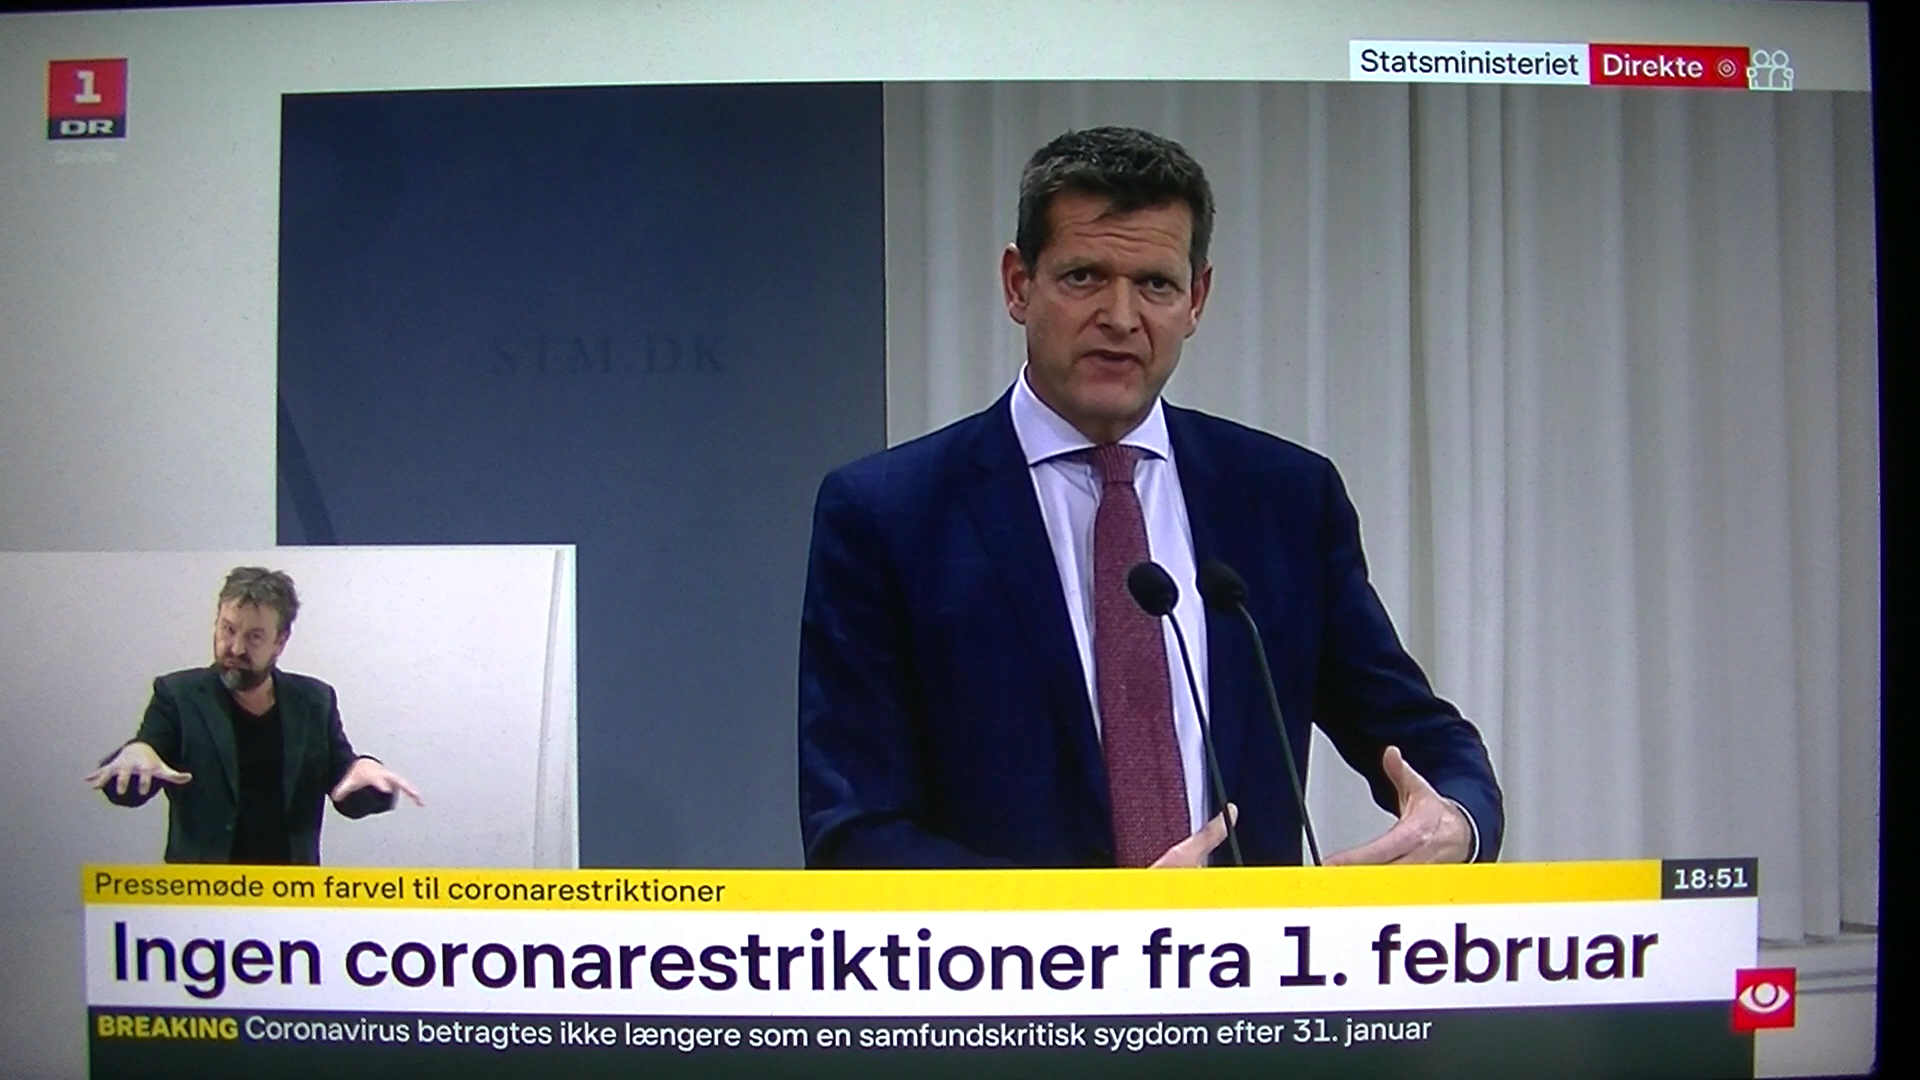 1
DR
Direkte
Statsministeriet Direkte
STM.DK
Pressemøde om farvel til coronarestriktioner
18:51
Ingen coronarestriktioner fra 1. februar
BREAKING Coronavirus betragtes ikke længere som en samfundskritisk sygdom efter 31. januar